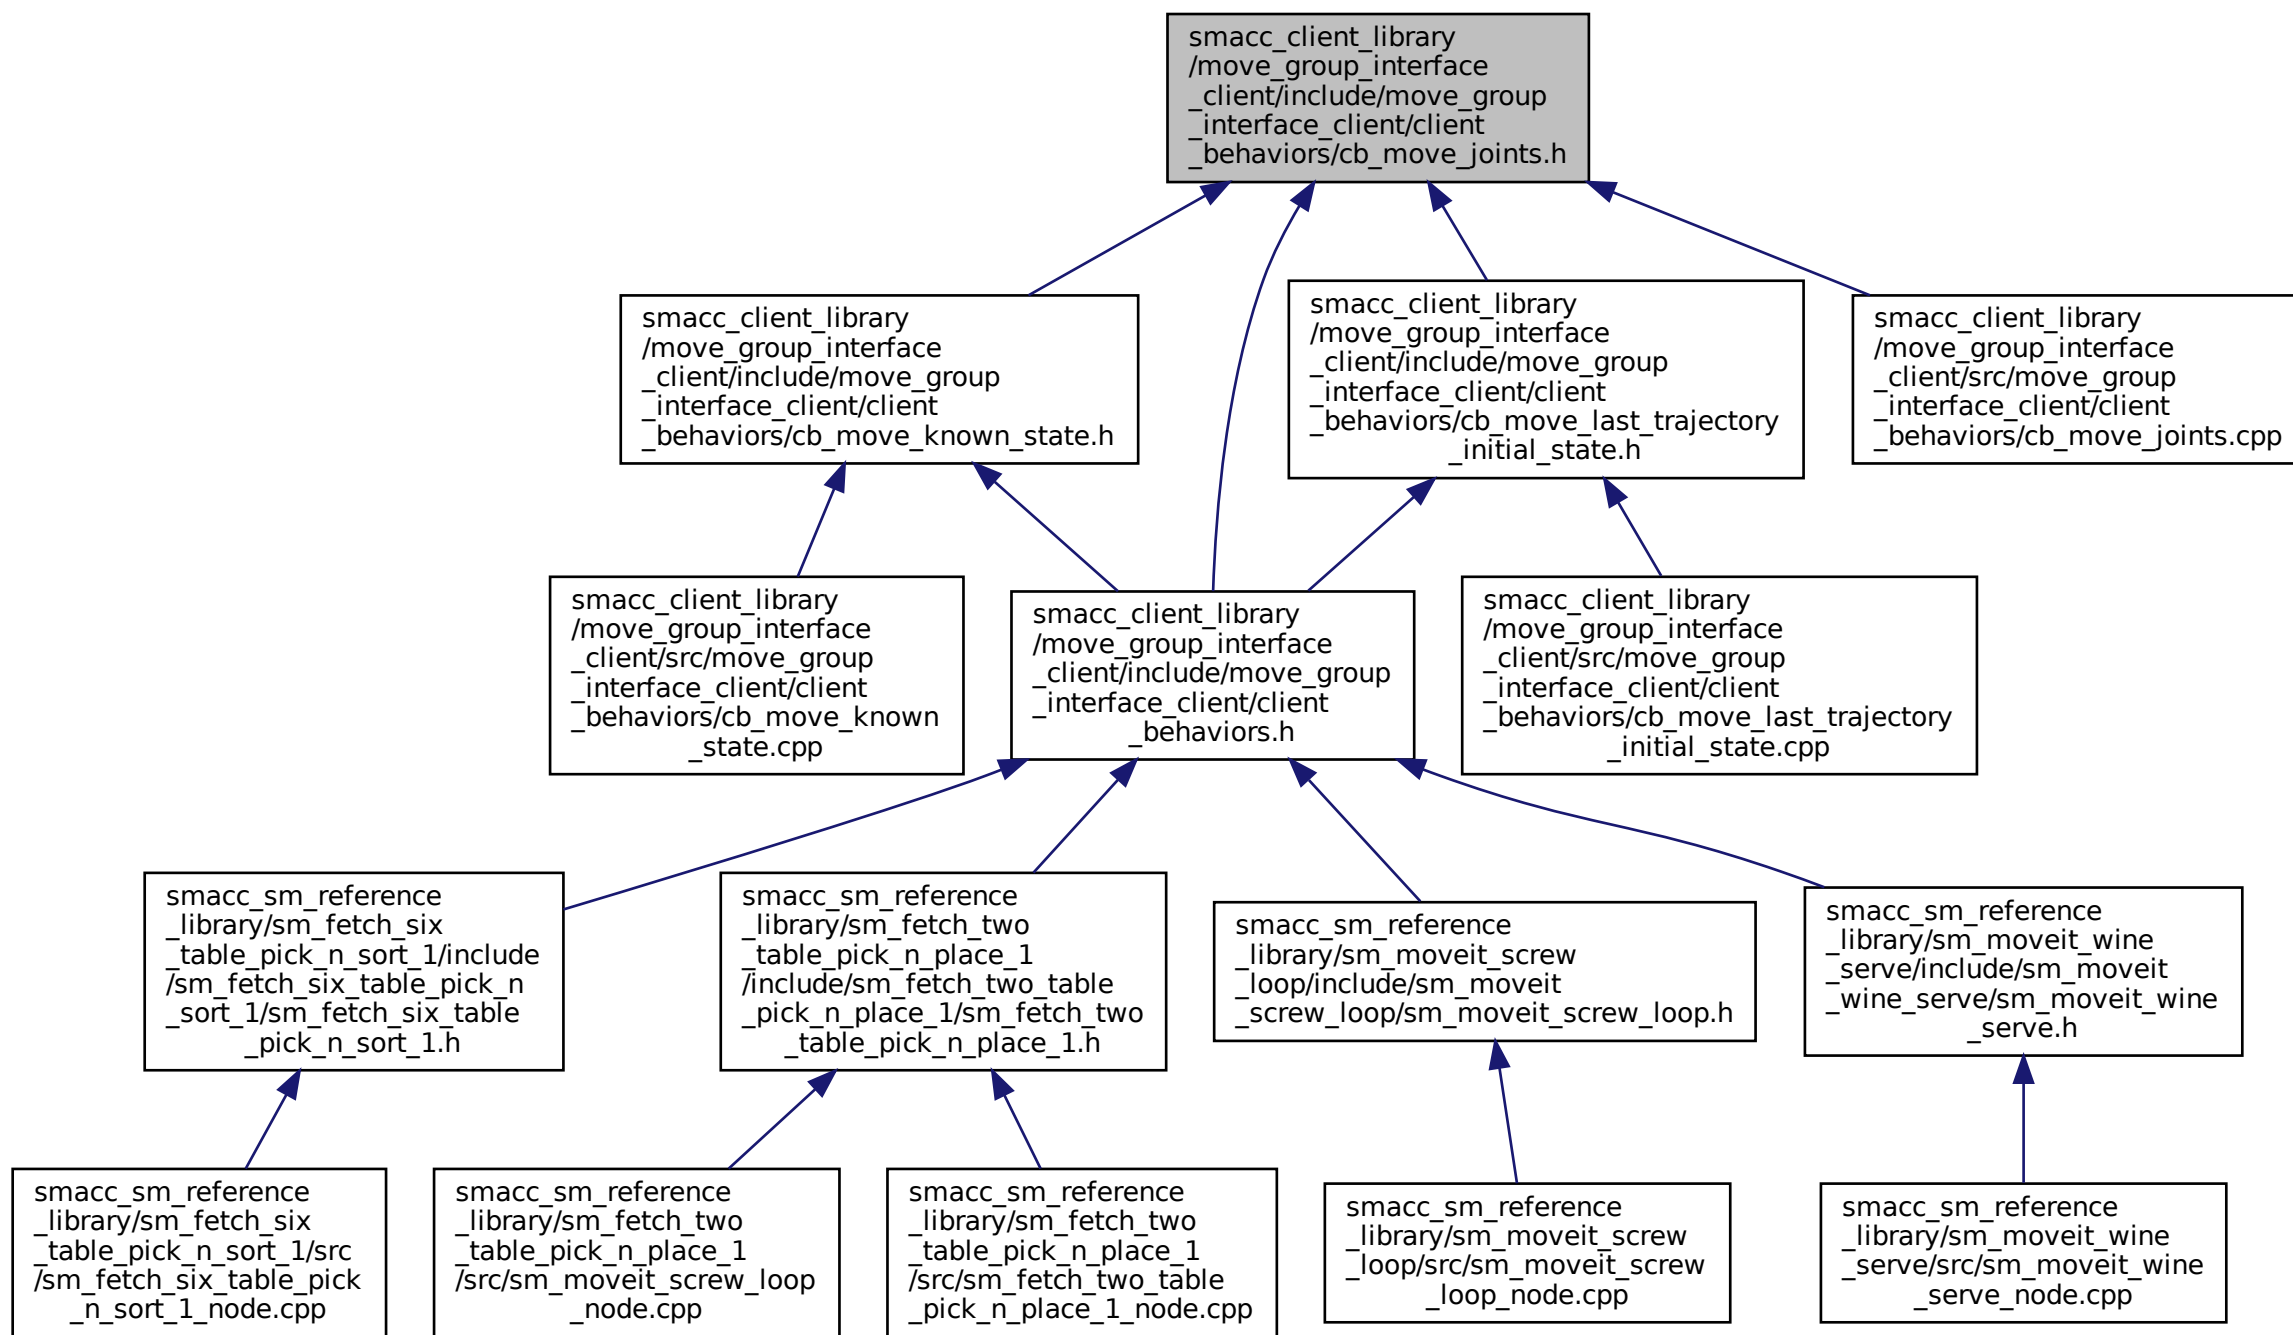 smacc_client_library
/move_group_interface
_client/include/move_group
_interface_client/client
_behaviors/cb_move_joints.h
smacc_client_library
/move_group_interface
_client/include/move_group
_interface_client/client
_behaviors/cb_move_known_state.h
smacc_client_library
/move_group_interface
_client/include/move_group
_interface_client/client
_behaviors/cb_move_last_trajectory
_initial_state.h
smacc_client_library
/move_group_interface
_client/src/move_group
_interface_client/client
_behaviors/cb_move_joints.cpp
smacc_client_library
/move_group_interface
_client/src/move_group
_interface_client/client
_behaviors/cb_move_known
_state.cpp
smacc_client_library
/move_group_interface
_client/include/move_group
_interface_client/client
_behaviors.h
smacc_client_library
/move_group_interface
_client/src/move_group
_interface_client/client
_behaviors/cb_move_last_trajectory
_initial_state.cpp
smacc_sm_reference
_library/sm_fetch_six
_table_pick_n_sort_1/include
/sm_fetch_six_table_pick_n
_sort_1/sm_fetch_six_table
_pick_n_sort_1.h
smacc_sm_reference
_library/sm_fetch_two
_table_pick_n_place_1
/include/sm_fetch_two_table
_pick_n_place_1/sm_fetch_two
_table_pick_n_place_1.h
smacc_sm_reference
_library/sm_moveit_screw
_loop/include/sm_moveit
_screw_loop/sm_moveit_screw_loop.h
smacc_sm_reference
_library/sm_moveit_wine
_serve/include/sm_moveit
_wine_serve/sm_moveit_wine
_serve.h
smacc_sm_reference
_library/sm_fetch_six
_table_pick_n_sort_1/src
/sm_fetch_six_table_pick
_n_sort_1_node.cpp
smacc_sm_reference
_library/sm_fetch_two
_table_pick_n_place_1
/src/sm_moveit_screw_loop
_node.cpp
smacc_sm_reference
_library/sm_fetch_two
_table_pick_n_place_1
/src/sm_fetch_two_table
_pick_n_place_1_node.cpp
smacc_sm_reference
_library/sm_moveit_screw
_loop/src/sm_moveit_screw
_loop_node.cpp
smacc_sm_reference
_library/sm_moveit_wine
_serve/src/sm_moveit_wine
_serve_node.cpp